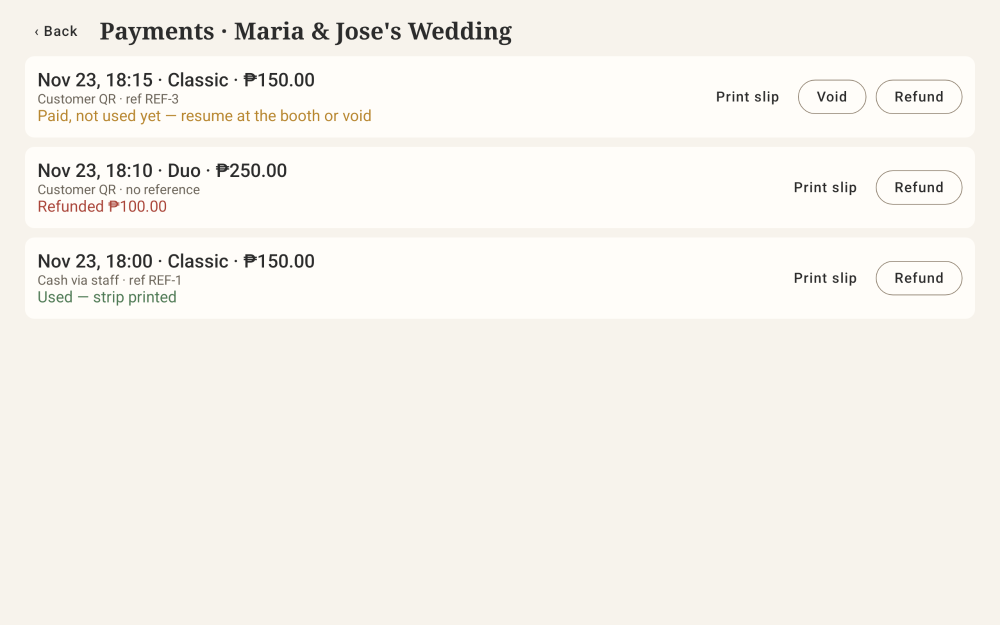 ‹ Back
Payments · Maria & Jose's Wedding
Nov 23, 18:15 · Classic · ₱150.00
Customer QR · ref REF-3
Paid, not used yet — resume at the booth or void
Print slip
Void
Refund
Nov 23, 18:10 · Duo · ₱250.00
Customer QR · no reference
Refunded ₱100.00
Print slip
Refund
Nov 23, 18:00 · Classic · ₱150.00
Cash via staff · ref REF-1
Used — strip printed
Print slip
Refund